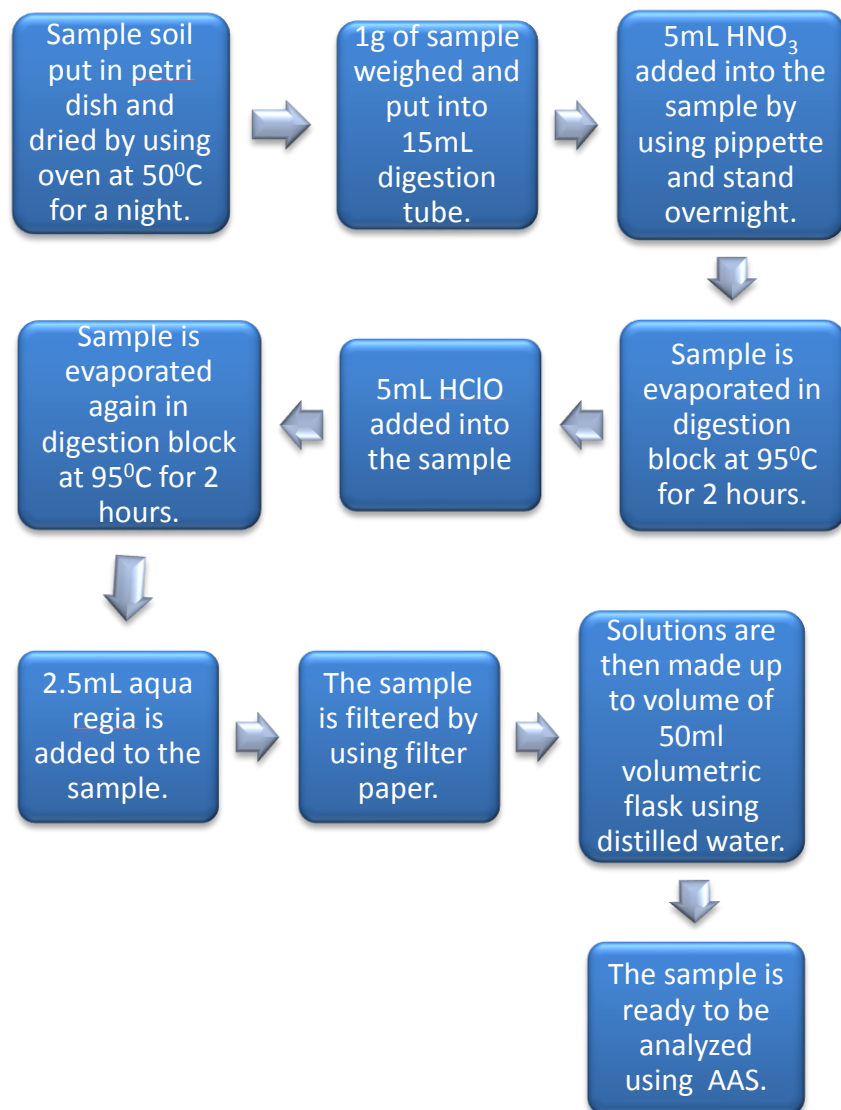 Sample soil
put in petri
dish and
dried by using
oven at 50⁰C
for a night.
1g of sample
weighed and
put into
15mL
digestion
tube.
5mL HNO₃
added into the
sample by
using pippette
and stand
overnight.
Sample is
evaporated in
digestion
block at 95⁰C
for 2 hours.
5mL HClO
added into
the sample
Sample is
evaporated
again in
digestion block
at 95⁰C for 2
hours.
2.5mL aqua
regia is
added to the
sample.
The sample
is filtered by
using filter
paper.
Solutions are
then made up
to volume of
50ml
volumetric
flask using
distilled water.
The sample is
ready to be
analyzed
using AAS.